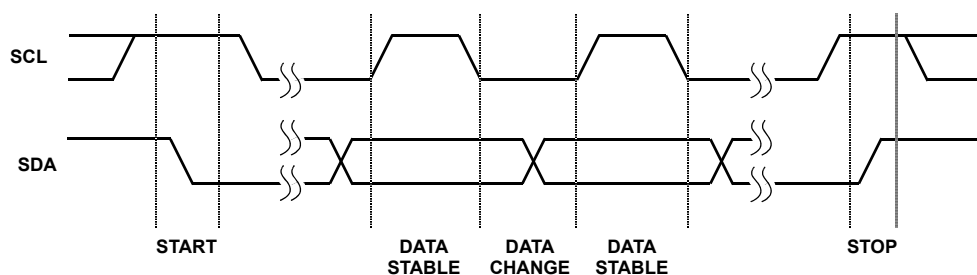 SCL
SDA
START
DATA
STABLE
DATA
CHANGE
DATA
STABLE
STOP